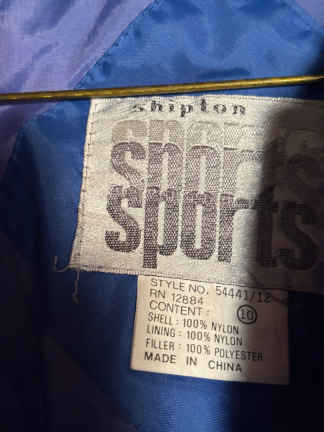 shipton
sports
sports
sports
STYLE NO. 54441/12
RN 12884
CONTENT: 10
SHELL: 100% NYLON
LINING: 100% NYLON
FILLER: 100% POLYESTER
MADE IN CHINA